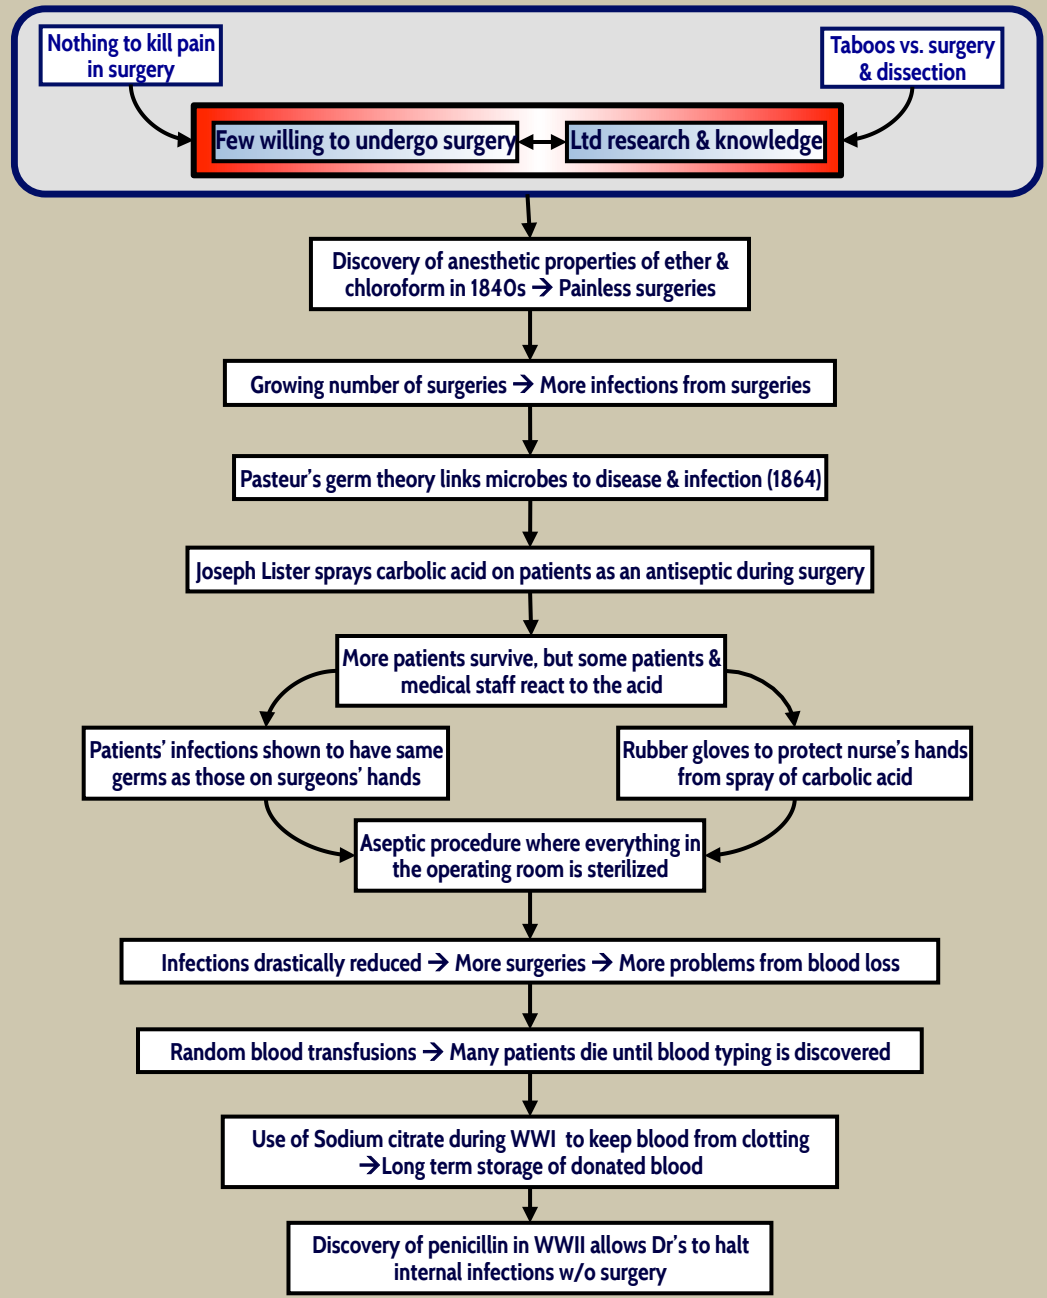 Nothing to kill pain
in surgery
Taboos vs. surgery
& dissection
Few willing to undergo surgery
Ltd research & knowledge
Discovery of anesthetic properties of ether &
chloroform in 1840s → Painless surgeries
Growing number of surgeries → More infections from surgeries
Pasteur's germ theory links microbes to disease & infection (1864)
Joseph Lister sprays carbolic acid on patients as an antiseptic during surgery
More patients survive, but some patients &
medical staff react to the acid
Patients' infections shown to have same
germs as those on surgeons' hands
Rubber gloves to protect nurse's hands
from spray of carbolic acid
Aseptic procedure where everything in
the operating room is sterilized
Infections drastically reduced → More surgeries → More problems from blood loss
Random blood transfusions → Many patients die until blood typing is discovered
Use of Sodium citrate during WWI to keep blood from clotting
→Long term storage of donated blood
Discovery of penicillin in WWII allows Dr's to halt
internal infections w/o surgery